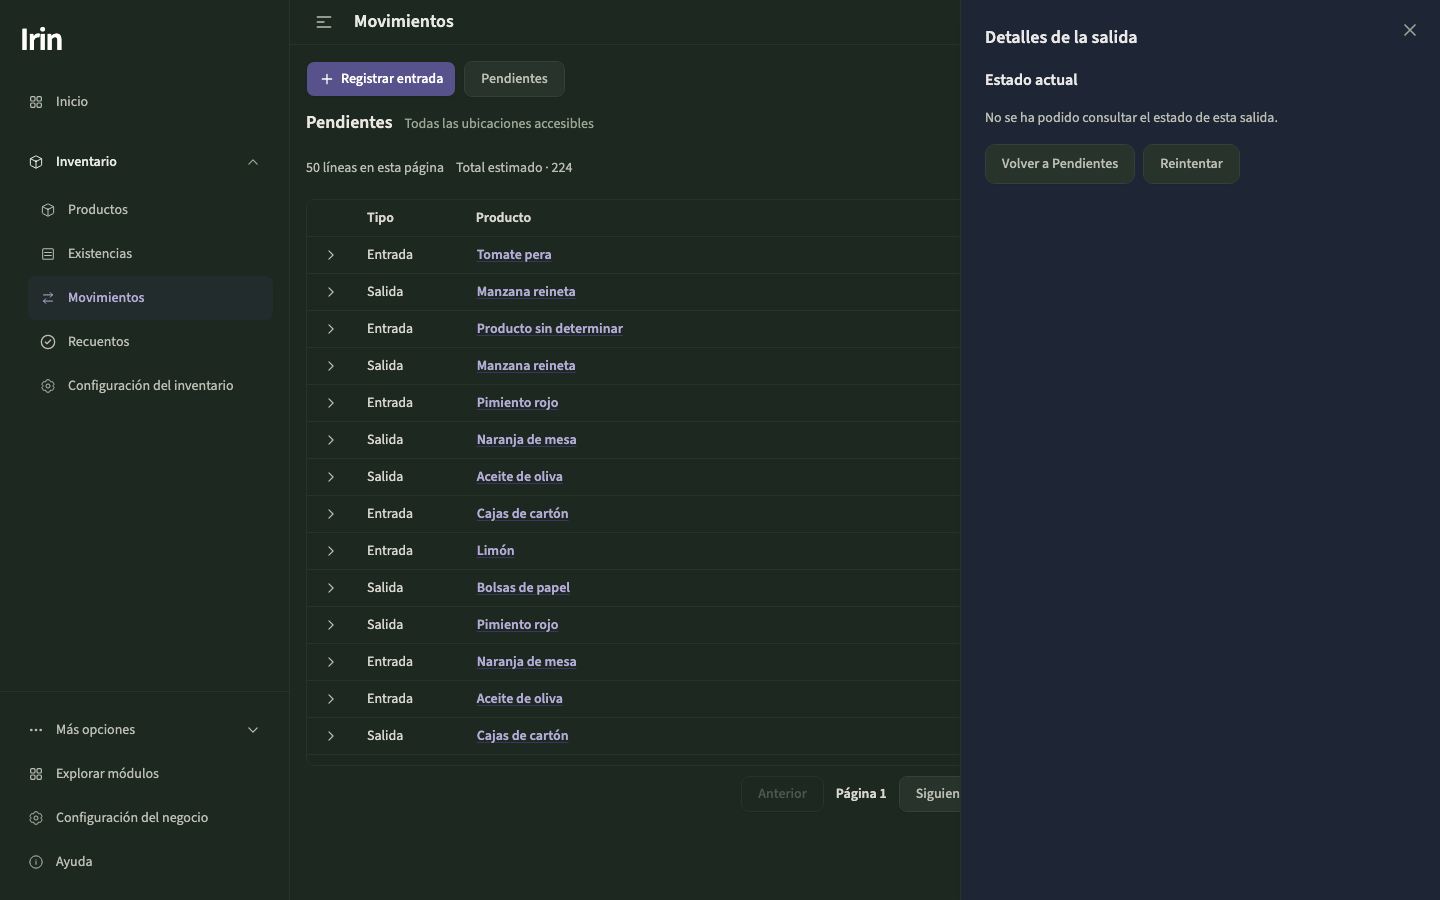 Irin
Inicio
Inventario
Productos
Existencias
Movimientos
Recuentos
Configuración del inventario
Más opciones
Explorar módulos
Configuración del negocio
Ayuda
Movimientos
Registrar entrada
Pendientes
Pendientes Todas las ubicaciones accesibles
50 líneas en esta página Total estimado · 224
Tipo Producto
Entrada Tomate pera
Salida Manzana reineta
Entrada Producto sin determinar
Salida Manzana reineta
Entrada Pimiento rojo
Salida Naranja de mesa
Salida Aceite de oliva
Entrada Cajas de cartón
Entrada Limón
Salida Bolsas de papel
Salida Pimiento rojo
Entrada Naranja de mesa
Entrada Aceite de oliva
Salida Cajas de cartón
Anterior Página 1 Siguien
Detalles de la salida
Estado actual
No se ha podido consultar el estado de esta salida.
Volver a Pendientes Reintentar